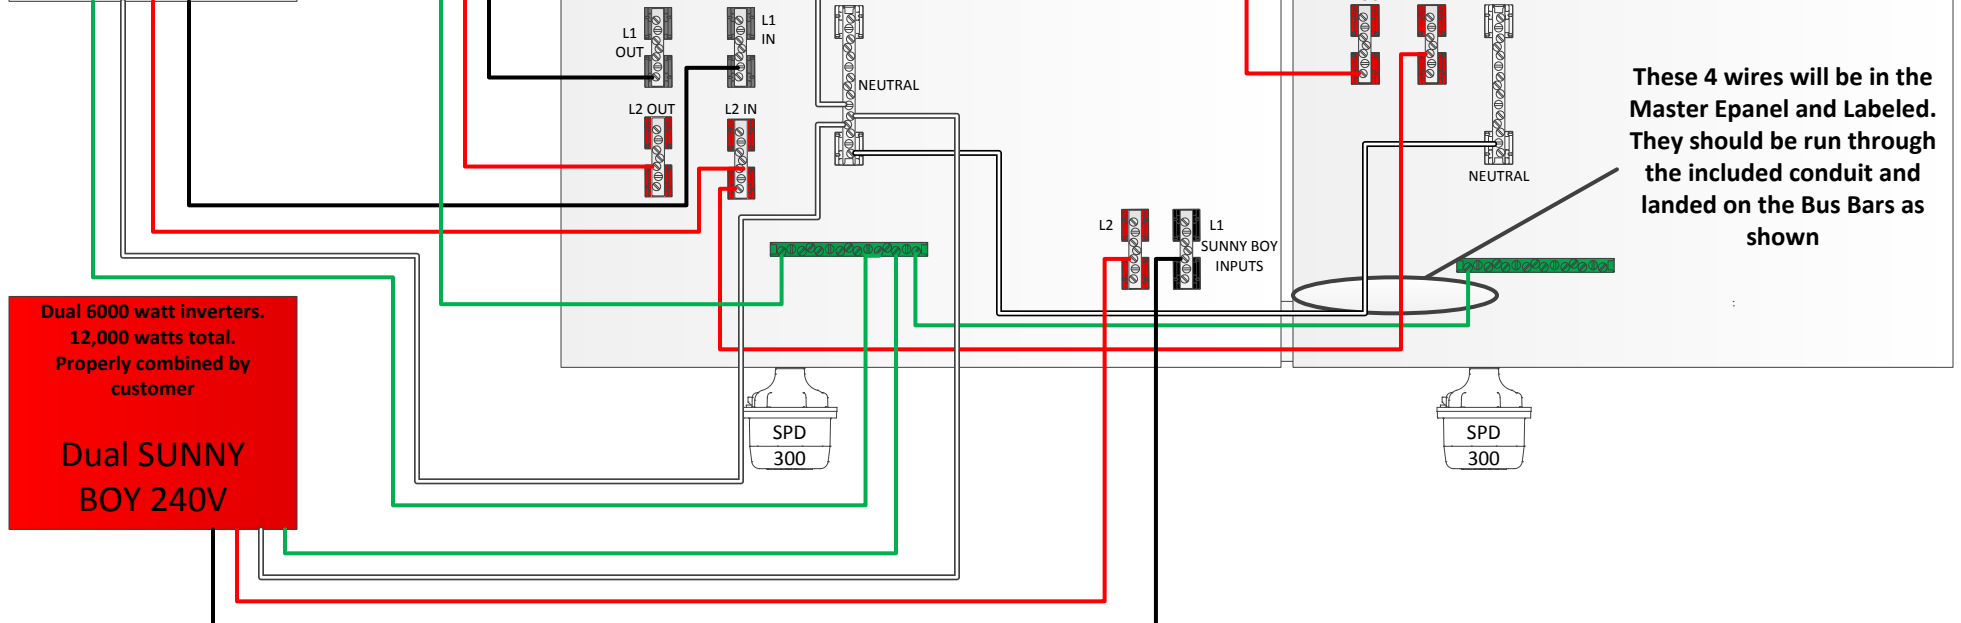 L1
OUT
L1
IN
NEUTRAL
L2 OUT
L2 IN
These 4 wires will be in the
Master Epanel and Labeled.
They should be run through
the included conduit and
landed on the Bus Bars as
shown
NEUTRAL
L2
L1
SUNNY BOY
INPUTS
:
Dual 6000 watt inverters.
12,000 watts total.
Properly combined by
customer
Dual SUNNY
BOY 240V
SPD
300
SPD
300